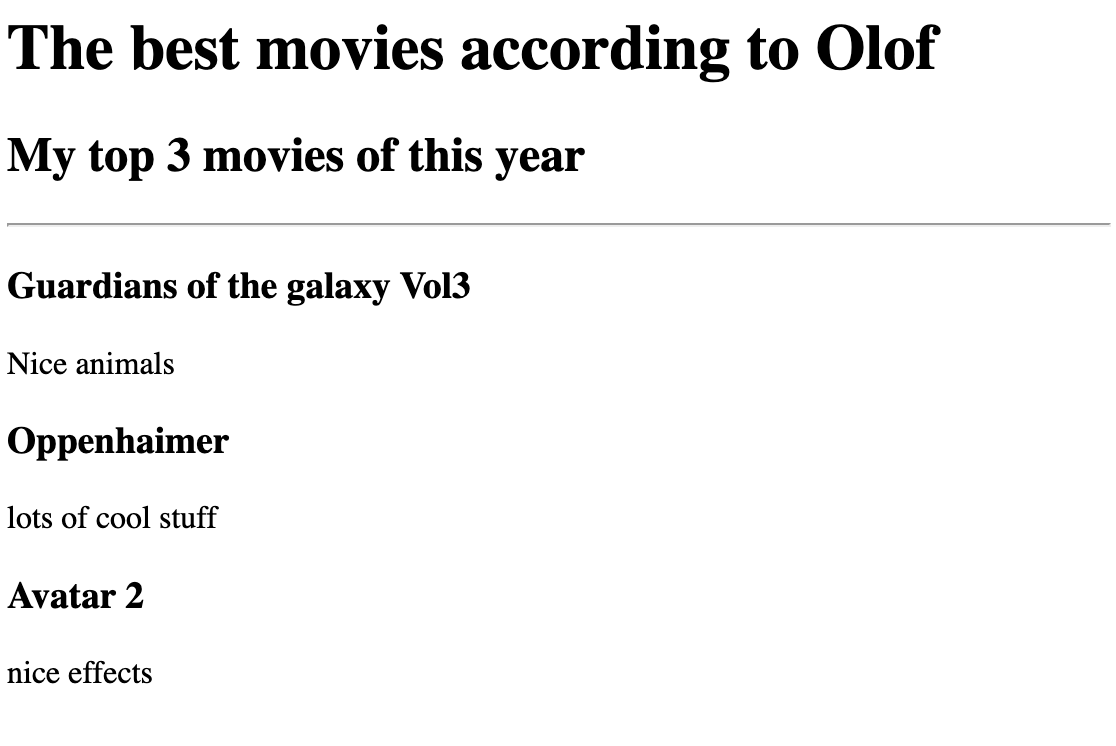 The best movies according to Olof
My top 3 movies of this year
Guardians of the galaxy Vol3
Nice animals
Oppenhaimer
lots of cool stuff
Avatar 2
nice effects